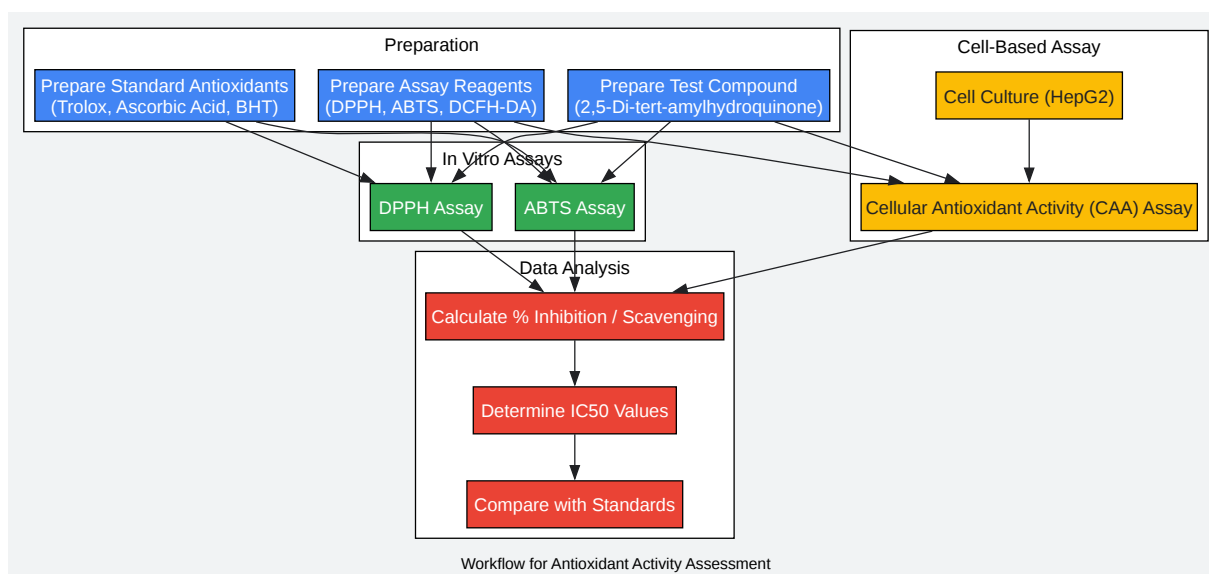 Preparation
Prepare Standard Antioxidants
(Trolox, Ascorbic Acid, BHT)
Prepare Assay Reagents
(DPPH, ABTS, DCFH-DA)
Prepare Test Compound
(2,5-Di-tert-amylhydroquinone)
Cell-Based Assay
Cell Culture (HepG2)
In Vitro Assays
DPPH Assay
ABTS Assay
Cellular Antioxidant Activity (CAA) Assay
Data Analysis
Calculate % Inhibition / Scavenging
Determine IC50 Values
Compare with Standards
Workflow for Antioxidant Activity Assessment